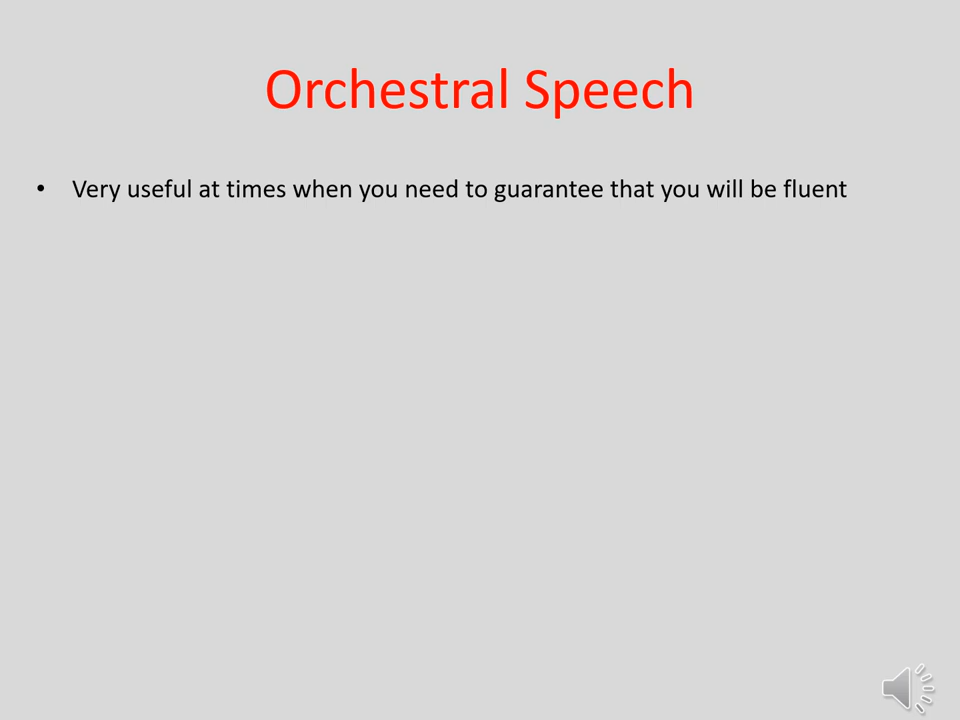 Orchestral Speech
• Very useful at times when you need to guarantee that you will be fluent